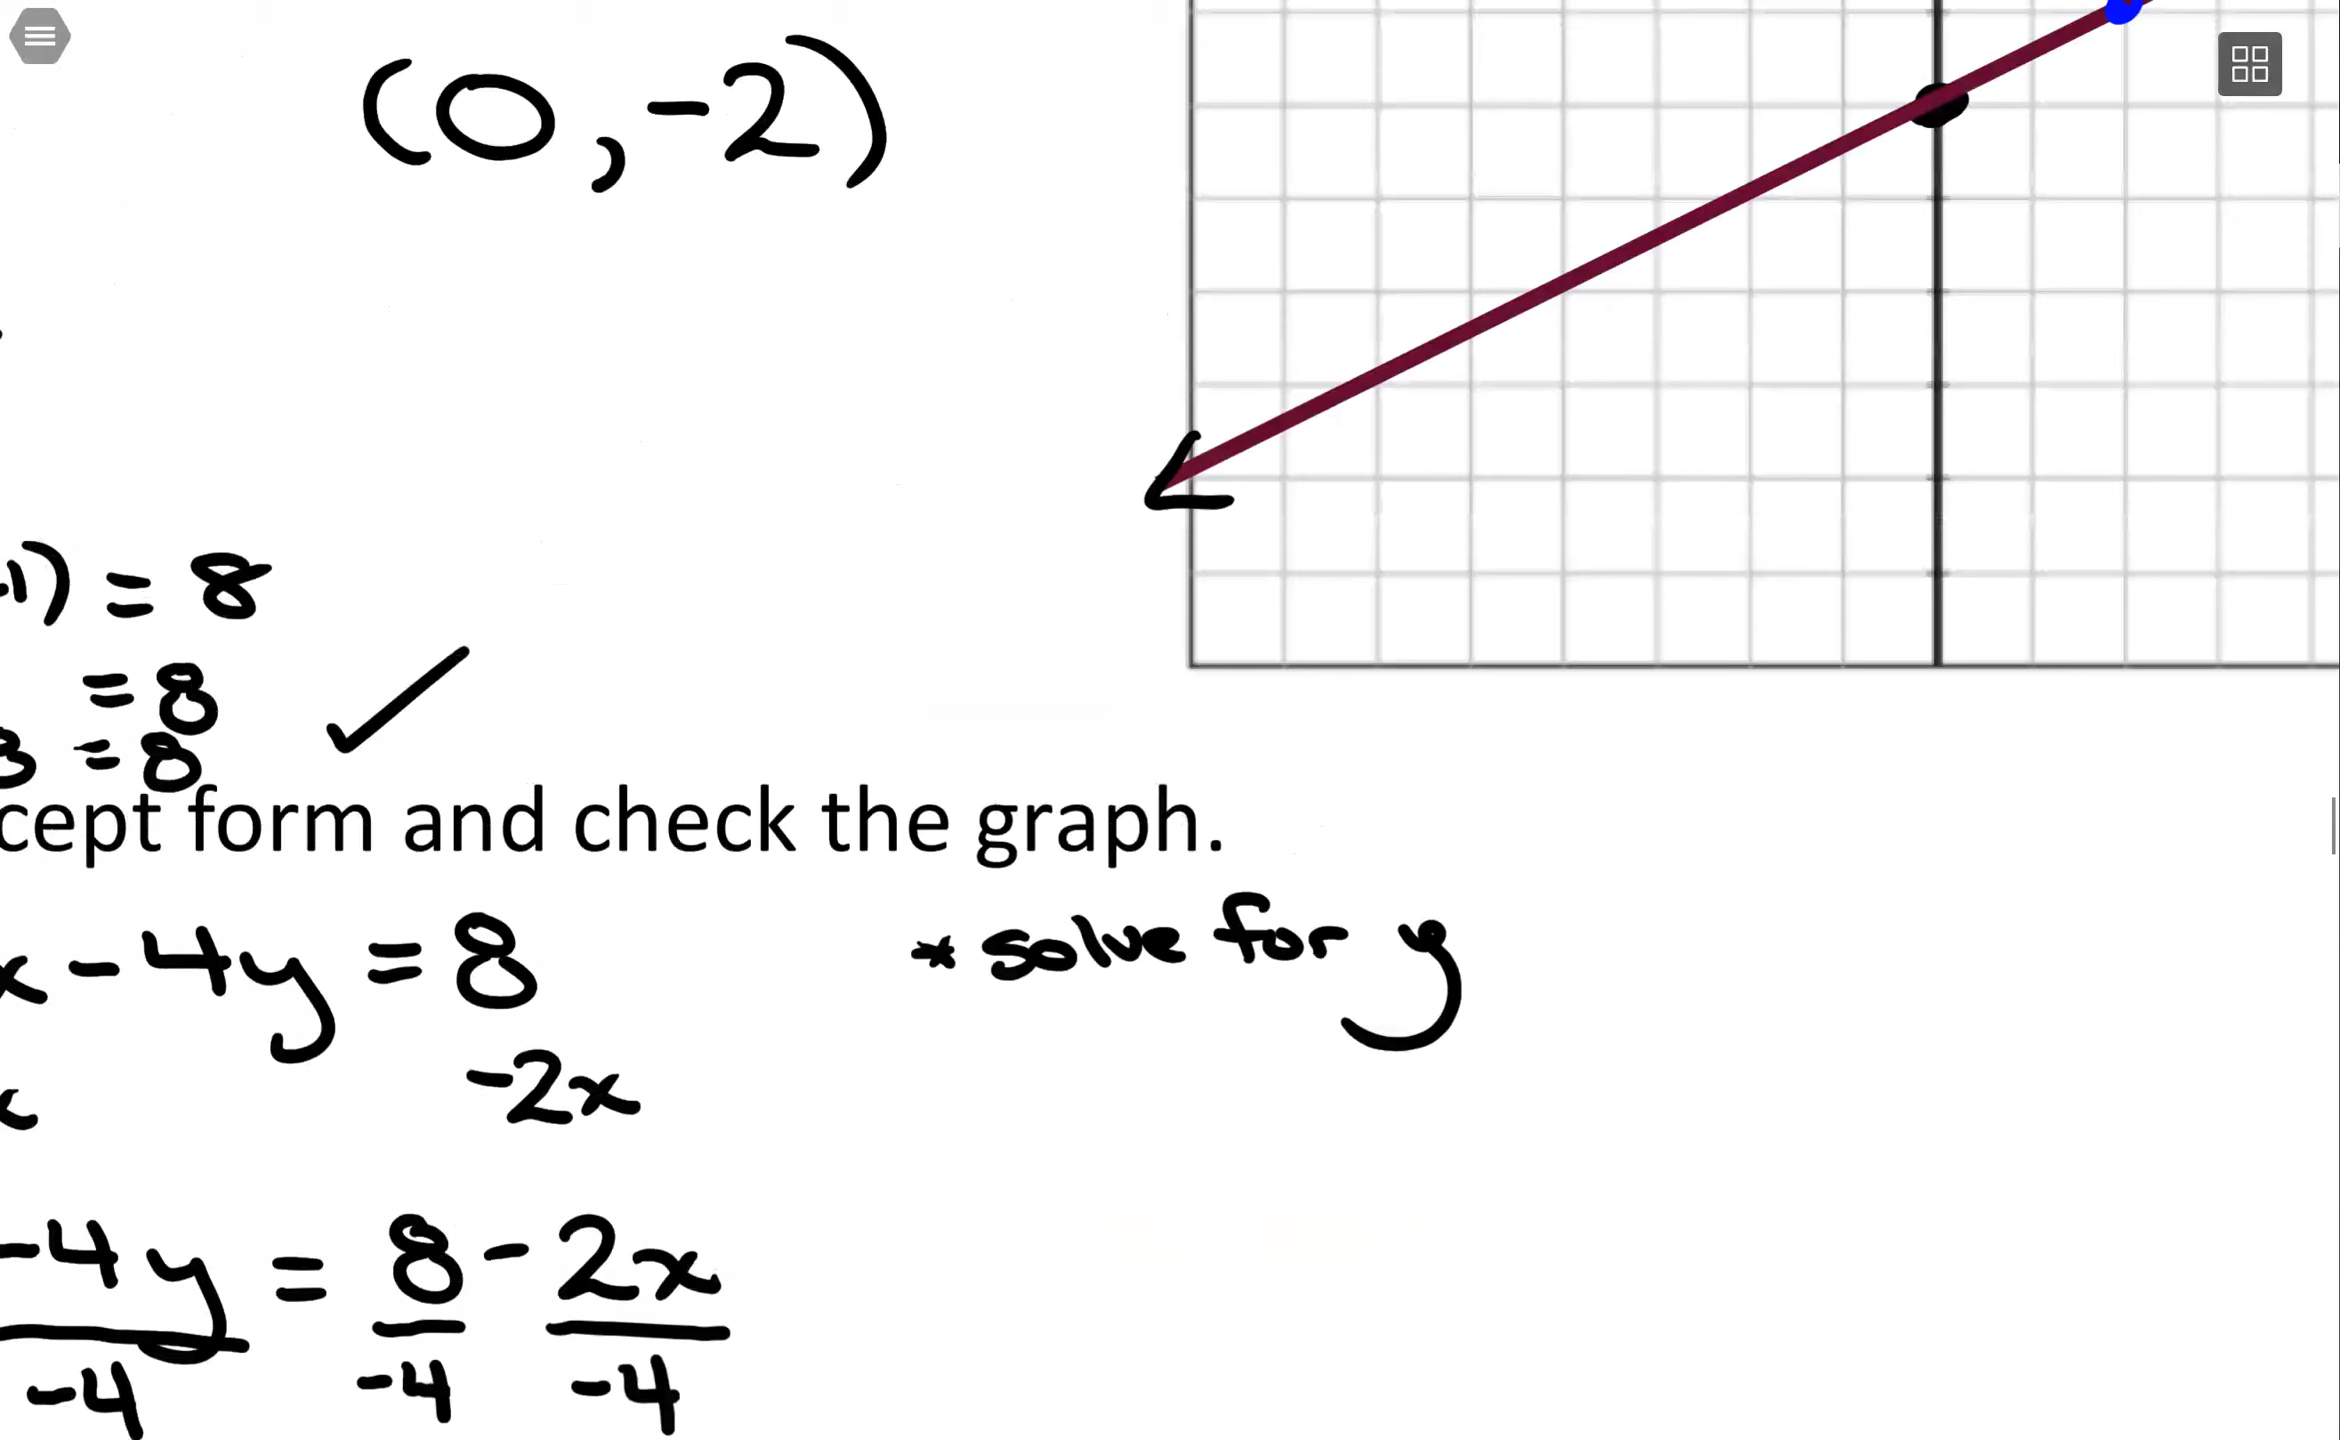 (0, -2)
1) = 8
= 8
= 8
cept form and check the graph.
x - 4y = 8 * solve for y
-2x
-4y = 8 - 2x
-4 -4 -4